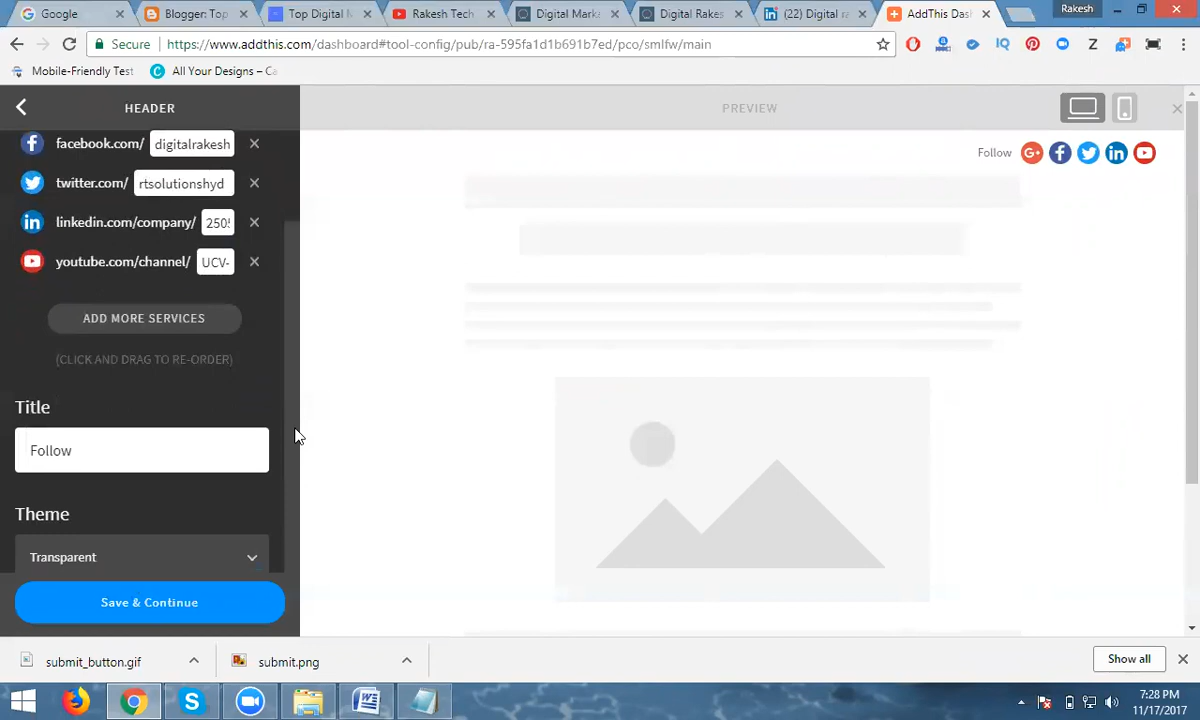 Google
Blogger: Top
Top Digital M
Rakesh Tech
Digital Marke
Digital Rakes
(22) Digital ra
AddThis Das
Rakesh
Secure
https://www.addthis.com/dashboard#tool-config/pub/ra-595fa1d1b691b7ed/pco/smlfw/main
Mobile-Friendly Test
All Your Designs – Ca
HEADER
PREVIEW
facebook.com/
digitalrakesh
twitter.com/
rtsolutionshyd
linkedin.com/company/
2505
youtube.com/channel/
UCV-
ADD MORE SERVICES
(CLICK AND DRAG TO RE-ORDER)
Title
Follow
Theme
Transparent
Save & Continue
Follow
submit_button.gif
submit.png
Show all
7:28 PM
11/17/2017